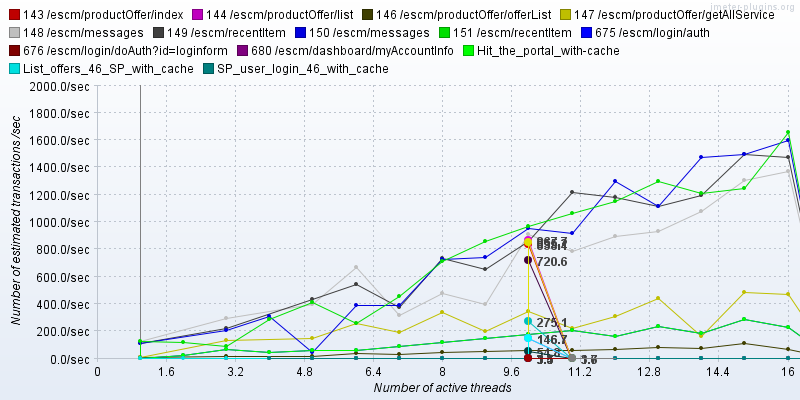 jmeter-plugins.org
143 /escm/productOffer/index 144 /escm/productOffer/list 146 /escm/productOffer/offerList 147 /escm/productOffer/getAllService
148 /escm/messages 149 /escm/recentItem 150 /escm/messages 151 /escm/recentItem 675 /escm/login/auth
676 /escm/login/doAuth?id=loginform 680 /escm/dashboard/myAccountInfo Hit_the_portal_with-cache
List_offers_46_SP_with_cache SP_user_login_46_with_cache
Number of estimated transactions /sec
2000.0/sec
1800.0/sec
1600.0/sec
1400.0/sec
1200.0/sec
1000.0/sec
800.0/sec
600.0/sec
400.0/sec
200.0/sec
0.0/sec
720.6
275.1
0 1.6 3.2 4.8 6.4 8 9.6 11.2 12.8 14.4 16
Number of active threads